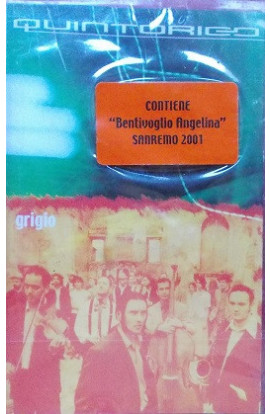 QUINTORIGO
CONTIENE
“Bentivoglio Angelina”
SANREMO 2001
grigio